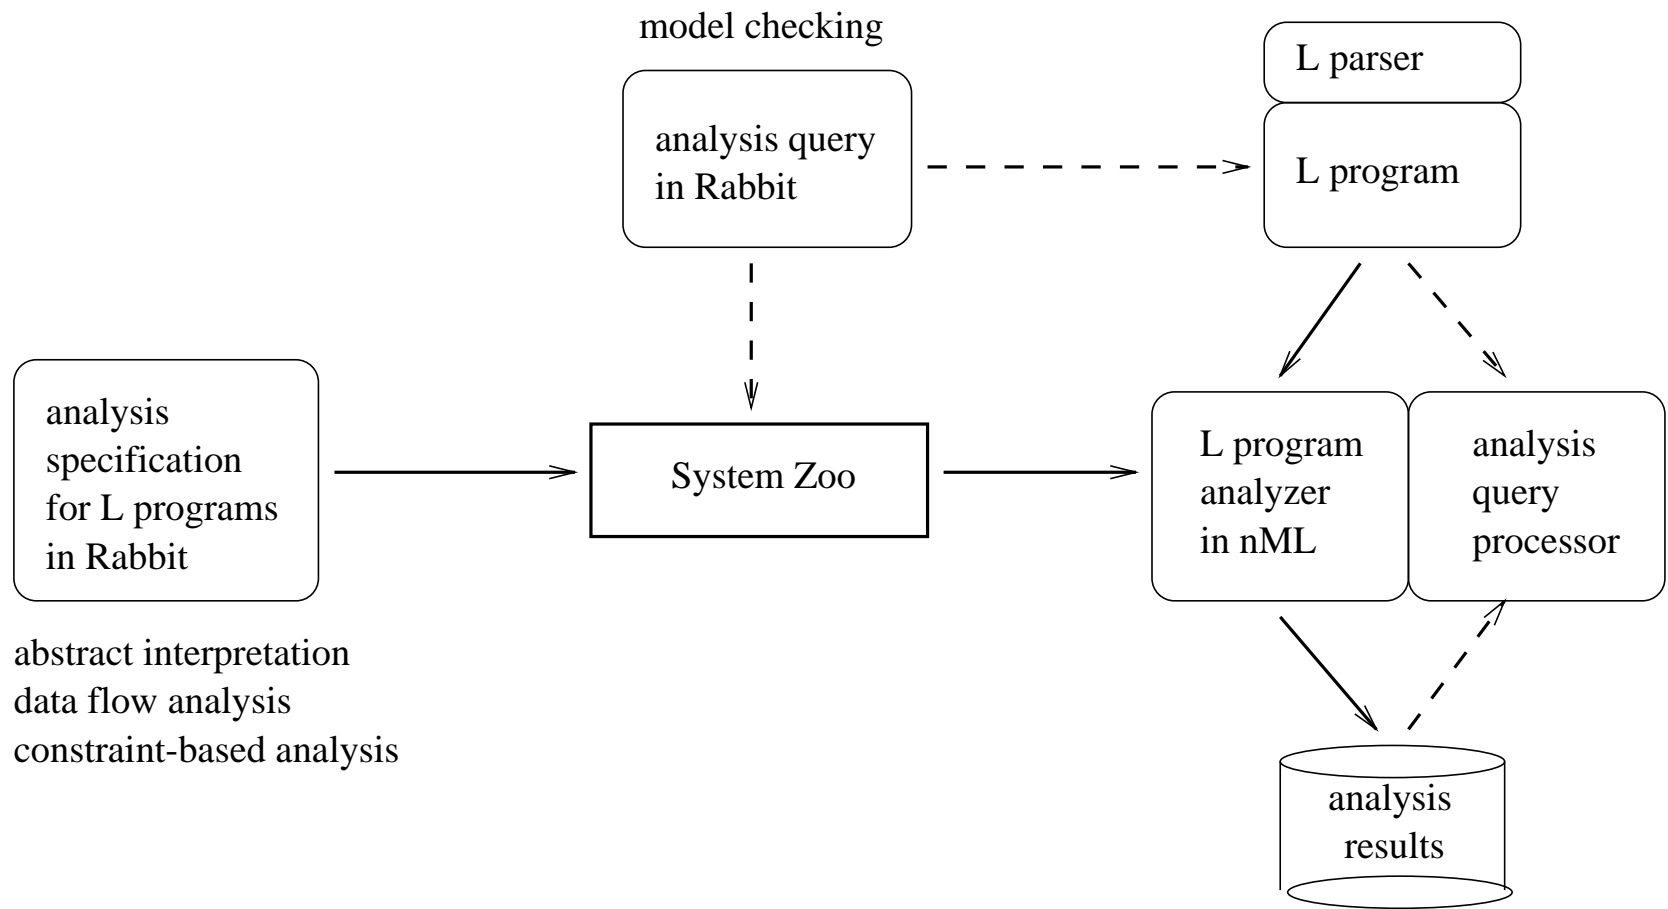 model checking
L parser
analysis query
in Rabbit
L program
analysis
specification
for L programs
in Rabbit
System Zoo
L program
analyzer
in nML
analysis
query
processor
abstract interpretation
data flow analysis
constraint-based analysis
analysis
results